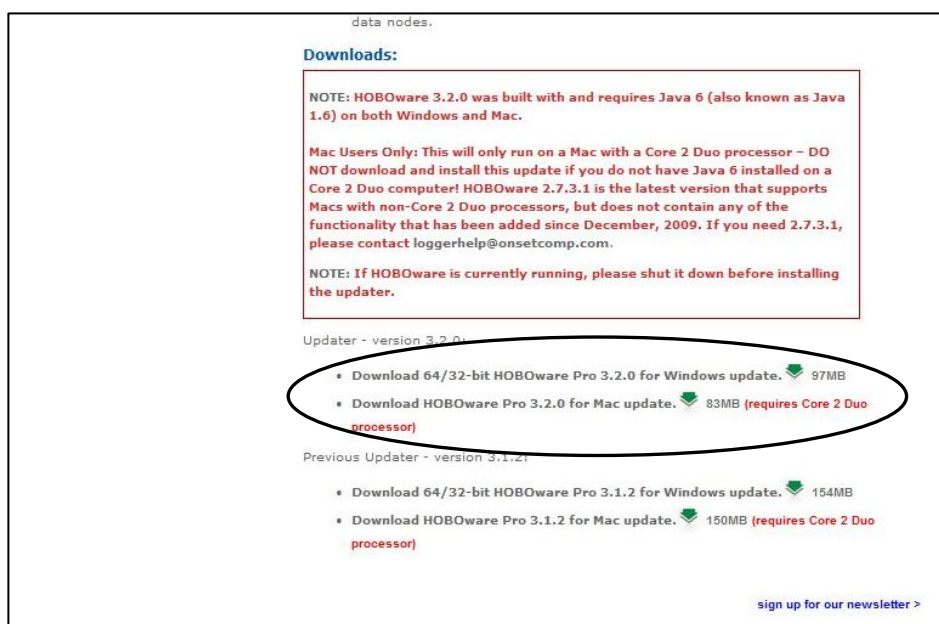 data nodes.
Downloads:
NOTE: HOBOware 3.2.0 was built with and requires Java 6 (also known as Java
1.6) on both Windows and Mac.
Mac Users Only: This will only run on a Mac with a Core 2 Duo processor – DO
NOT download and install this update if you do not have Java 6 installed on a
Core 2 Duo computer! HOBOware 2.7.3.1 is the latest version that supports
Macs with non-Core 2 Duo processors, but does not contain any of the
functionality that has been added since December, 2009. If you need 2.7.3.1,
please contact loggerhelp@onsetcomp.com.
NOTE: If HOBOware is currently running, please shut it down before installing
the updater.
Updater - version 3.2.0:
• Download 64/32-bit HOBOware Pro 3.2.0 for Windows update. 97MB
• Download HOBOware Pro 3.2.0 for Mac update. 83MB (requires Core 2 Duo
processor)
Previous Updater - version 3.1.2:
• Download 64/32-bit HOBOware Pro 3.1.2 for Windows update. 154MB
• Download HOBOware Pro 3.1.2 for Mac update. 150MB (requires Core 2 Duo
processor)
sign up for our newsletter >